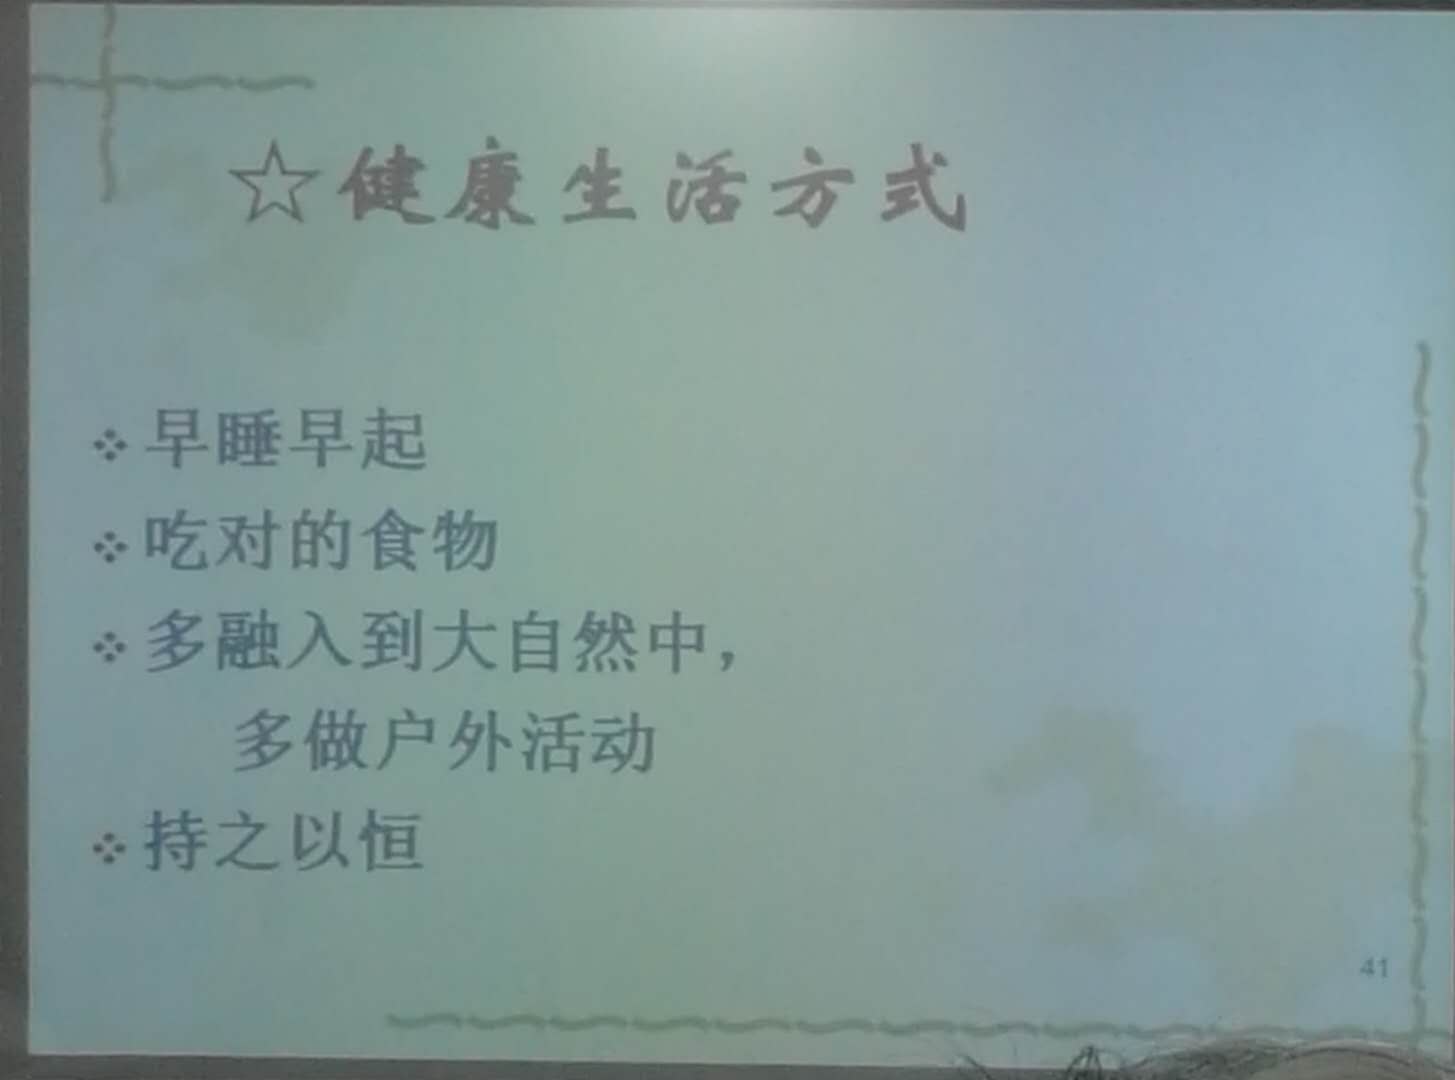 ☆健康生活方式
❖ 早睡早起
❖ 吃对的食物
❖ 多融入到大自然中，
多做户外活动
❖ 持之以恒
41